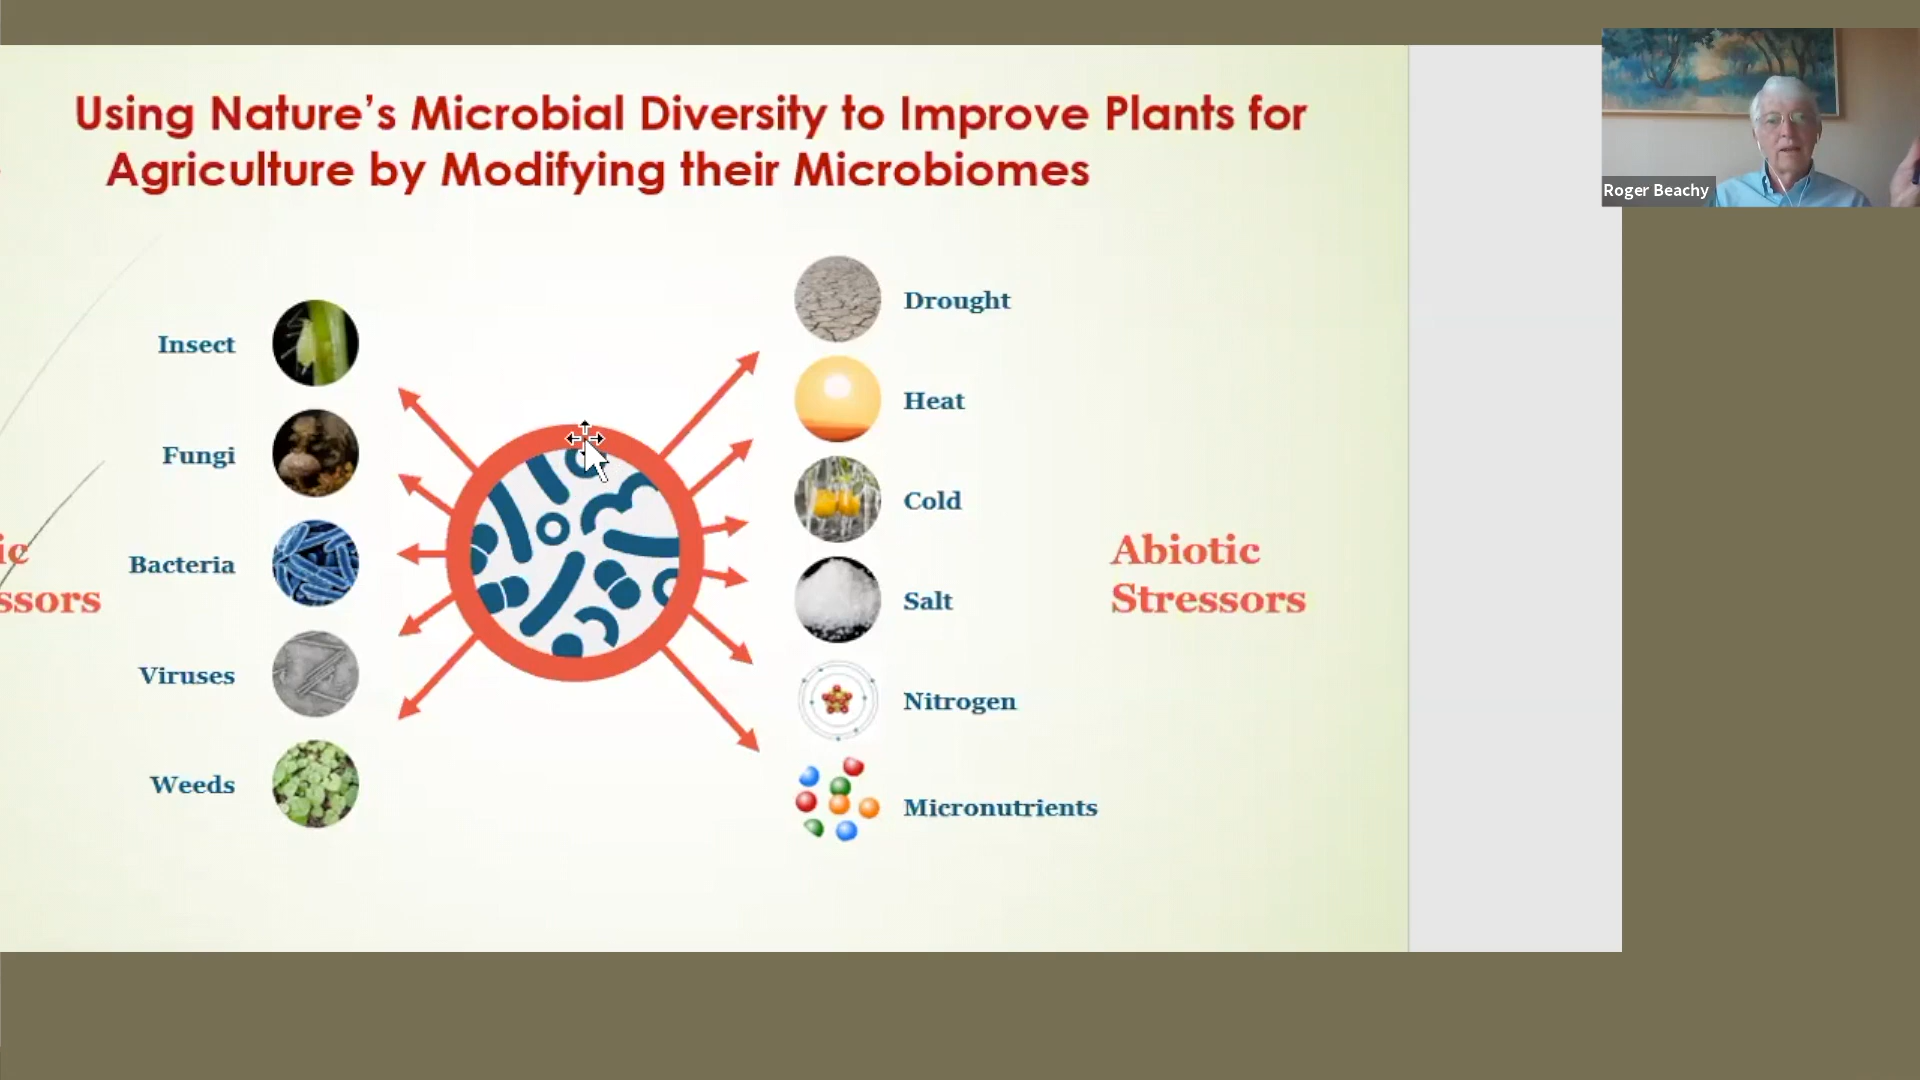 Using Nature's Microbial Diversity to Improve Plants for
Agriculture by Modifying their Microbiomes
Insect
Fungi
Bacteria
Viruses
Weeds
ic
ssors
Drought
Heat
Cold
Salt
Nitrogen
Micronutrients
Abiotic
Stressors
Roger Beachy